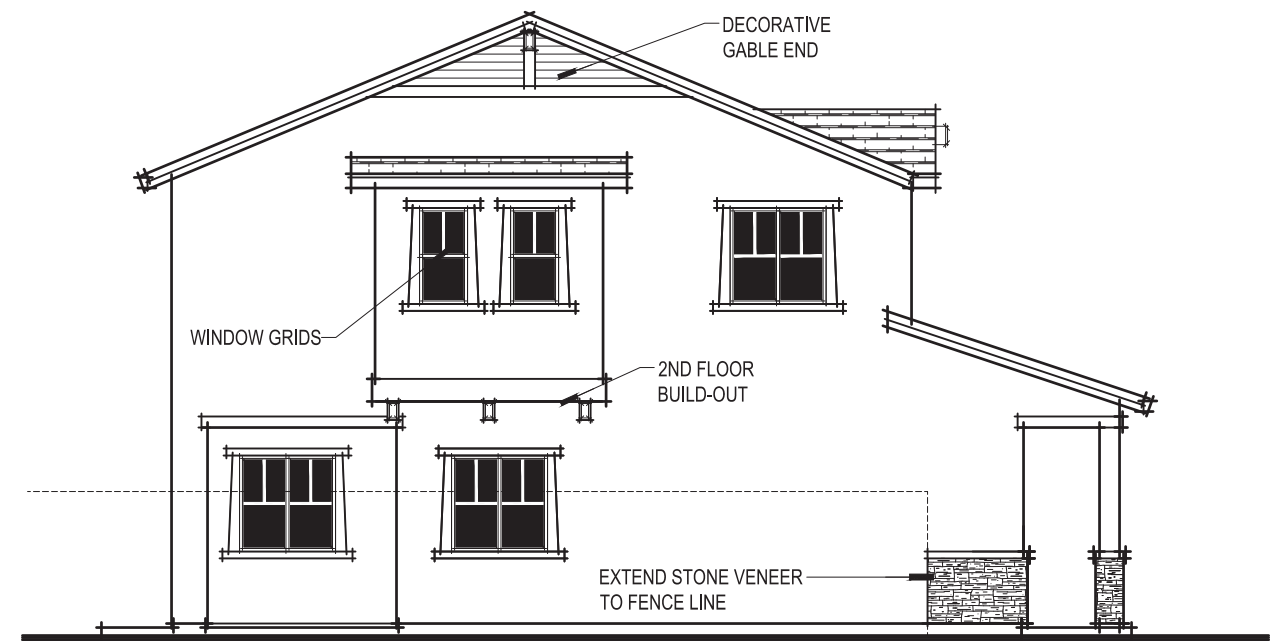 DECORATIVE
GABLE END
WINDOW GRIDS
2ND FLOOR
BUILD-OUT
EXTEND STONE VENEER
TO FENCE LINE